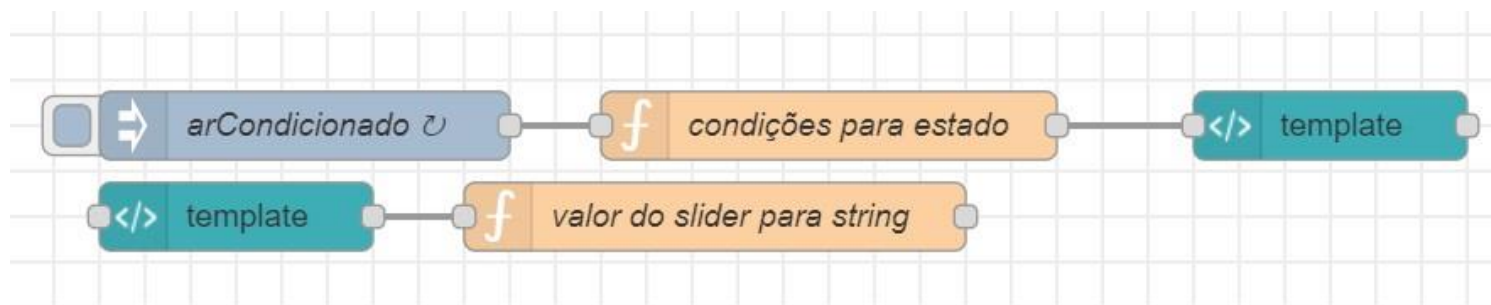 arCondicionado ↻
condições para estado
</> template
</> template
valor do slider para string